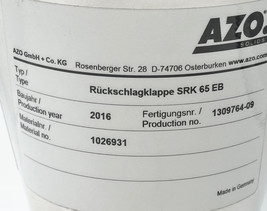 AZO
SOLIDS
AZO GmbH + Co. KG
Rosenberger Str. 28 D-74706 Osterburken
www.azo.com
Typ /
Type
Rückschlagklappe SRK 65 EB
Baujahr /
Year
2016
Fertigungsnr. /
Production no.
1309764-09
Materialnr. /
Material no.
1026931
Made in Germany